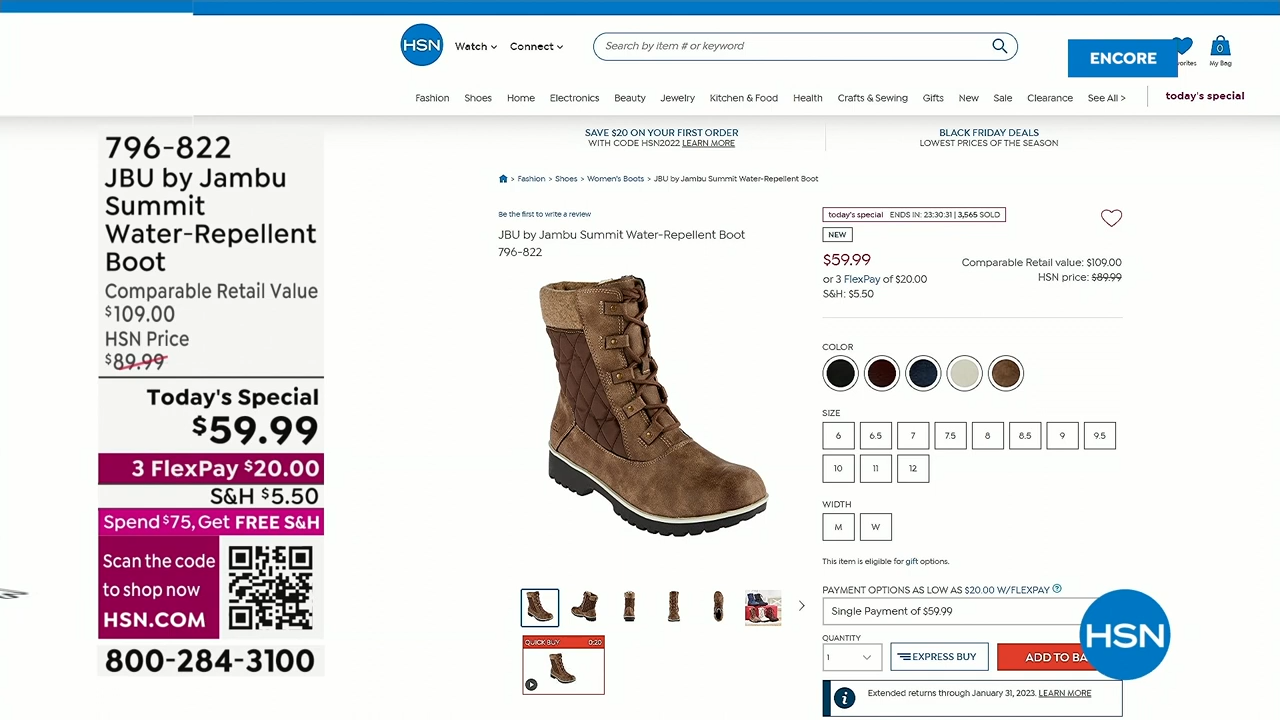 HSN
Watch
Connect
Search by item # or keyword
ENCORE
0
My Bag
Fashion
Shoes
Home
Electronics
Beauty
Jewelry
Kitchen & Food
Health
Crafts & Sewing
Gifts
New
Sale
Clearance
See All >
today's special
SAVE $20 ON YOUR FIRST ORDER
WITH CODE HSN2022 LEARN MORE
BLACK FRIDAY DEALS
LOWEST PRICES OF THE SEASON
796-822
JBU by Jambu
Summit
Water-Repellent
Boot
Comparable Retail Value
$109.00
HSN Price
$89.99
Today's Special
$59.99
3 FlexPay $20.00
S&H $5.50
Spend $75, Get FREE S&H
Scan the code
to shop now
HSN.COM
800-284-3100
> Fashion > Shoes > Women's Boots > JBU by Jambu Summit Water-Repellent Boot
Be the first to write a review
JBU by Jambu Summit Water-Repellent Boot
796-822
QUICK BUY 0:20
today's special ENDS IN: 23:30:31 | 3,565 SOLD
NEW
$59.99
Comparable Retail value: $109.00
or 3 FlexPay of $20.00
HSN price: $89.99
S&H: $5.50
COLOR
SIZE
6 6.5 7 7.5 8 8.5 9 9.5
10 11 12
WIDTH
M W
This item is eligible for gift options.
PAYMENT OPTIONS AS LOW AS $20.00 W/FLEXPAY ?
Single Payment of $59.99
QUANTITY
1
EXPRESS BUY
ADD TO BA
HSN
Extended returns through January 31, 2023. LEARN MORE